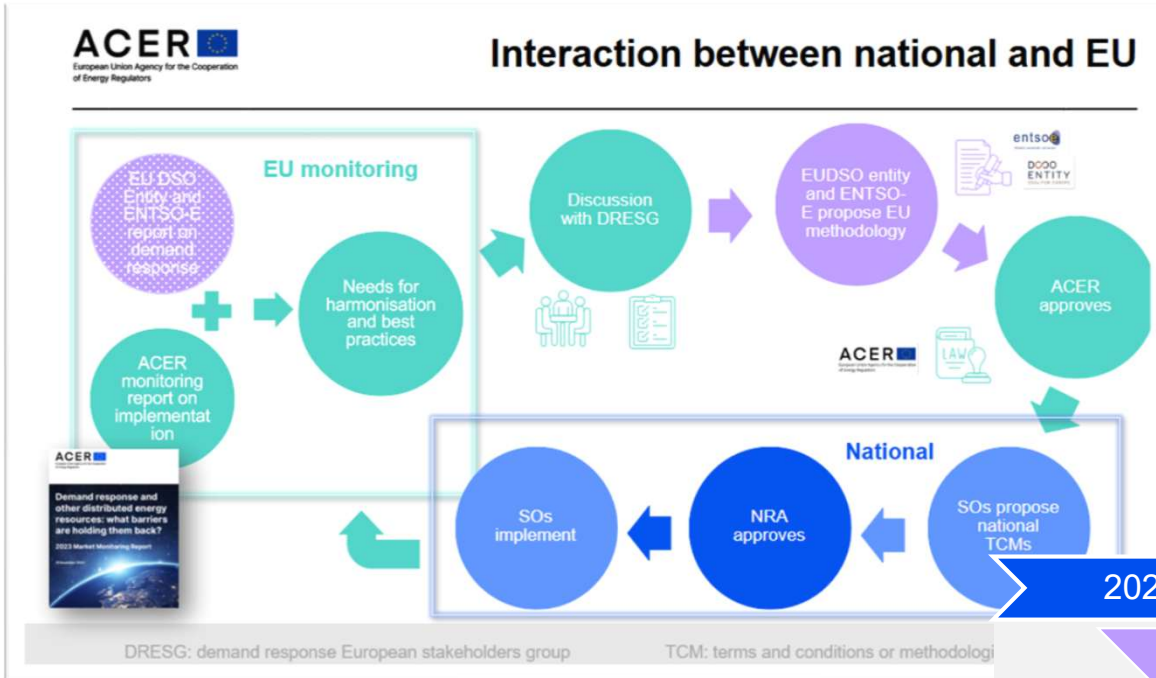 ACER
European Union Agency for the Cooperation
of Energy Regulators
Interaction between national and EU
EU monitoring
EU DSO
Entity and
ENTSO-E
report on
demand
response
ACER
monitoring
report on
implementat
ion
Needs for
harmonisation
and best
practices
Discussion
with DRESG
EUDSO entity
and ENTSO-
E propose EU
methodology
entsoe
ENTITY
ACER
approves
ACER
European Union Agency for the Cooperation
of Energy Regulators
LAW
National
SOs propose
national
TCMs
NRA
approves
SOs
implement
ACER
Demand response and
other distributed energy
resources: what barriers
are holding them back?
2023 Market Monitoring Report
202
DRESG: demand response European stakeholders group
TCM: terms and conditions or methodologi